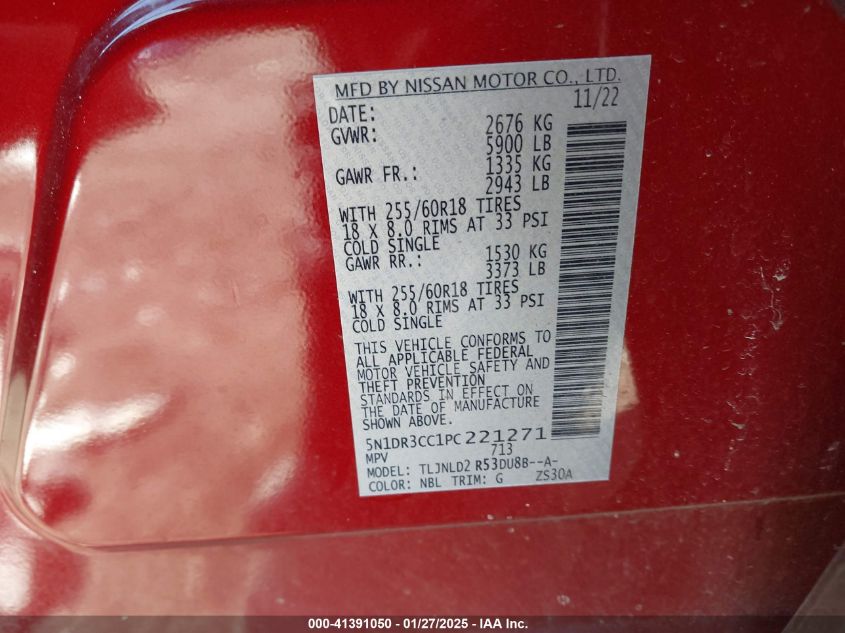 MFD BY NISSAN MOTOR CO., LTD.
DATE: 11/22
GVWR: 2676 KG
5900 LB
GAWR FR.: 1335 KG
2943 LB
WITH 255/60R18 TIRES
18 X 8.0 RIMS AT 33 PSI
COLD SINGLE
GAWR RR.: 1530 KG
3373 LB
WITH 255/60R18 TIRES
18 X 8.0 RIMS AT 33 PSI
COLD SINGLE
THIS VEHICLE CONFORMS TO
ALL APPLICABLE FEDERAL
MOTOR VEHICLE SAFETY AND
THEFT PREVENTION
STANDARDS IN EFFECT ON
THE DATE OF MANUFACTURE
SHOWN ABOVE.
5N1DR3CC1PC221271
MPV 713
MODEL: TLJNLD2 R53DU8B--A-
COLOR: NBL TRIM: G ZS30A
000-41391050 | 01/27/2025 | IAA Inc.